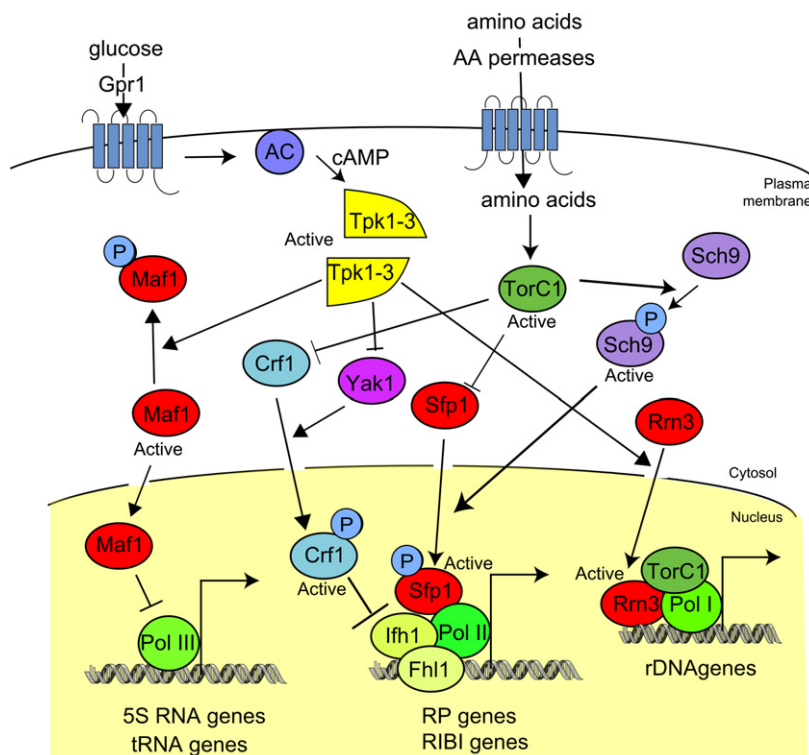 glucose
Gpr1
amino acids
AA permeases
AC
cAMP
Plasma
membrane
Tpk1-3
amino acids
Active
Tpk1-3
P
Maf1
TorC1
Active
Sch9
P
Sch9
Active
Crf1
Yak1
Sfp1
Maf1
Active
Rrn3
Cytosol
Nucleus
Maf1
P
Crf1
Active
P
Active
Sfp1
Active
TorC1
Rrn3
Pol I
Pol III
Ifh1
Pol II
Fhl1
rDNAgenes
5S RNA genes
tRNA genes
RP genes
RIBI genes